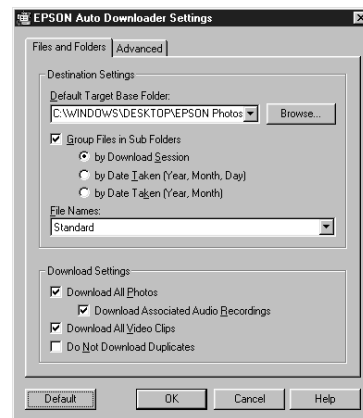 EPSON Auto Downloader Settings
Files and Folders Advanced
Destination Settings
Default Target Base Folder:
C:\WINDOWS\DESKTOP\EPSON Photos Browse...
Group Files in Sub Folders
by Download Session
by Date Taken (Year, Month, Day)
by Date Taken (Year, Month)
File Names:
Standard
Download Settings
Download All Photos
Download Associated Audio Recordings
Download All Video Clips
Do Not Download Duplicates
Default OK Cancel Help